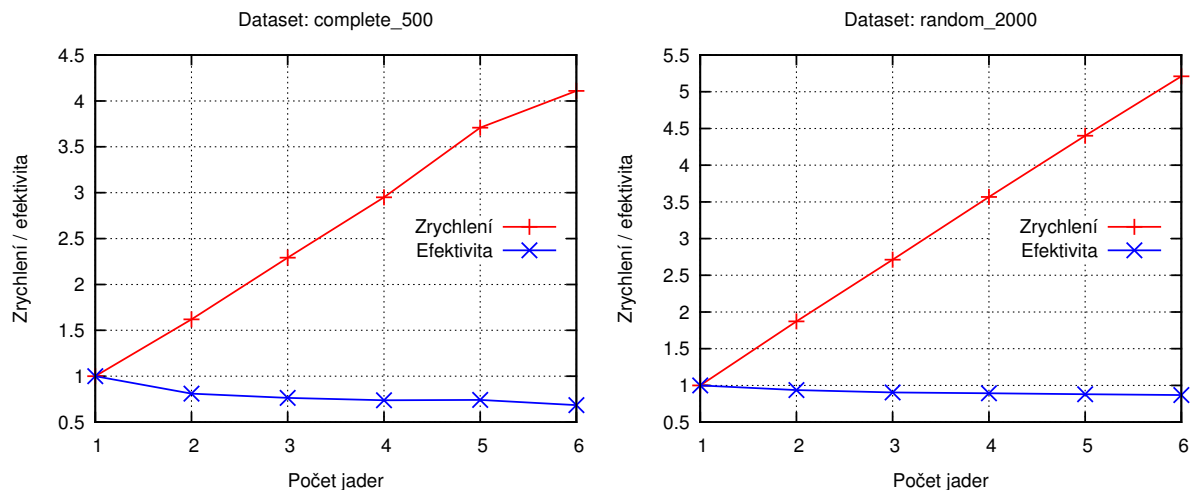 Dataset: complete_500
4.5
4
3.5
3
2.5
2
1.5
1
0.5
1 2 3 4 5 6
Zrychlení / efektivita
Počet jader
Zrychlení
Efektivita
Dataset: random_2000
5.5
5
4.5
4
3.5
3
2.5
2
1.5
1
0.5
1 2 3 4 5 6
Zrychlení / efektivita
Počet jader
Zrychlení
Efektivita